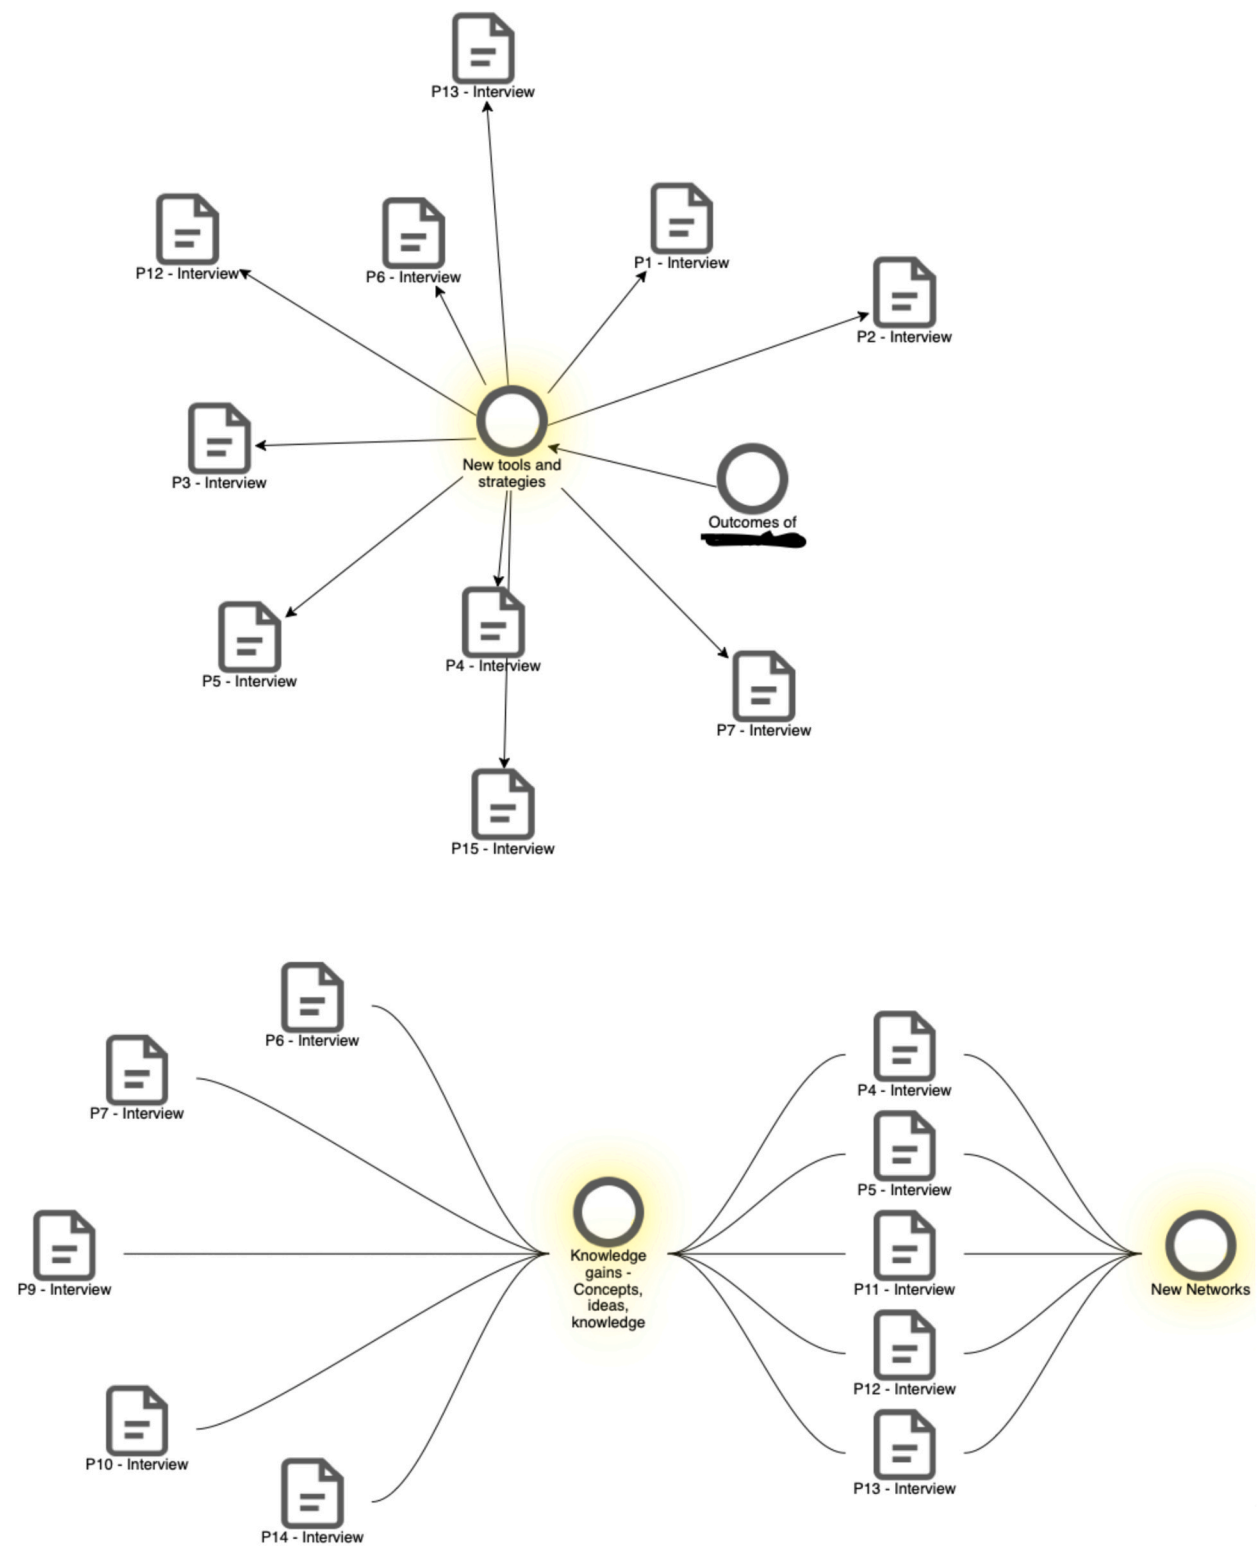 P13 - Interview
P12 - Interview
P6 - Interview
P1 - Interview
P2 - Interview
P3 - Interview
New tools and
strategies
Outcomes of
P5 - Interview
P4 - Interview
P7 - Interview
P15 - Interview
P6 - Interview
P7 - Interview
P9 - Interview
P10 - Interview
P14 - Interview
Knowledge
gains -
Concepts,
ideas,
knowledge
P4 - Interview
P5 - Interview
P11 - Interview
P12 - Interview
P13 - Interview
New Networks